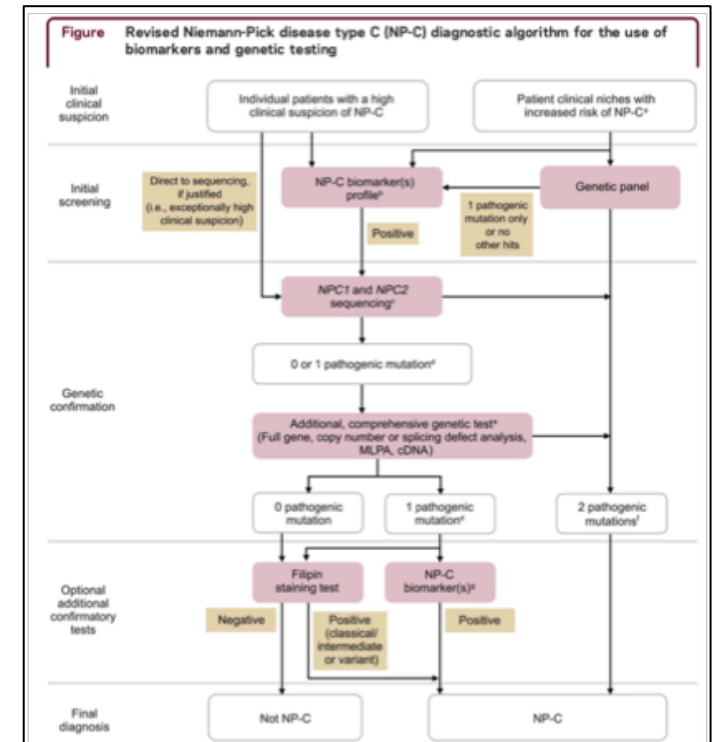 Figure Revised Niemann-Pick disease type C (NP-C) diagnostic algorithm for the use of
biomarkers and genetic testing
Initial
clinical
suspicion
Individual patients with a high
clinical suspicion of NP-C
Patient clinical niches with
increased risk of NP-Cᵃ
Initial
screening
Direct to sequencing,
if justified
(i.e., exceptionally high
clinical suspicion)
NP-C biomarker(s)
profileᵇ
1 pathogenic
mutation only
or no
other hits
Genetic panel
Positive
Genetic
confirmation
NPC1 and NPC2
sequencingᶜ
0 or 1 pathogenic mutationᵈ
Additional, comprehensive genetic testᵉ
(Full gene, copy number or splicing defect analysis,
MLPA, cDNA)
0 pathogenic
mutation
1 pathogenic
mutationᵈ
2 pathogenic
mutationsᶠ
Optional
additional
confirmatory
tests
Filipin
staining test
NP-C
biomarker(s)ᵍ
Negative
Positive
(classical/
intermediate
or variant)
Positive
Final
diagnosis
Not NP-C
NP-C